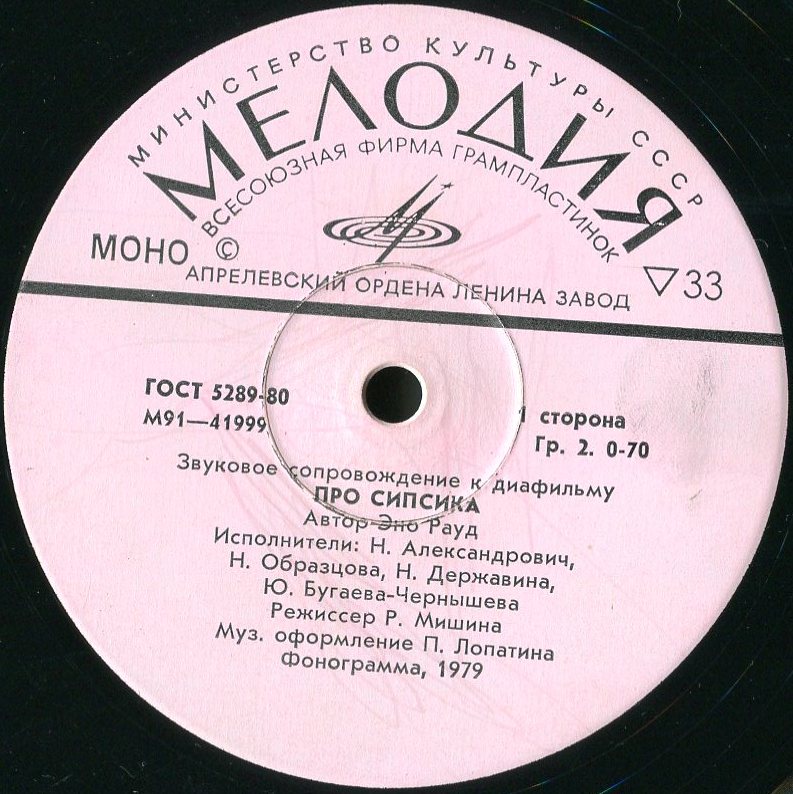 МИНИСТЕРСТВО КУЛЬТУРЫ СССР
МЕЛОДИЯ
ВСЕСОЮЗНАЯ ФИРМА ГРАМПЛАСТИНОК
МОНО ©
АПРЕЛЕВСКИЙ ОРДЕНА ЛЕНИНА ЗАВОД
▽33
ГОСТ 5289-80
М91—41999
1 сторона
Гр. 2. 0-70
Звуковое сопровождение к диафильму
ПРО СИПСИКА
Автор Эно Рауд
Исполнители: Н. Александрович,
Н. Образцова, Н. Державина,
Ю. Бугаева-Чернышева
Режиссер Р. Мишина
Муз. оформление П. Лопатина
Фонограмма, 1979